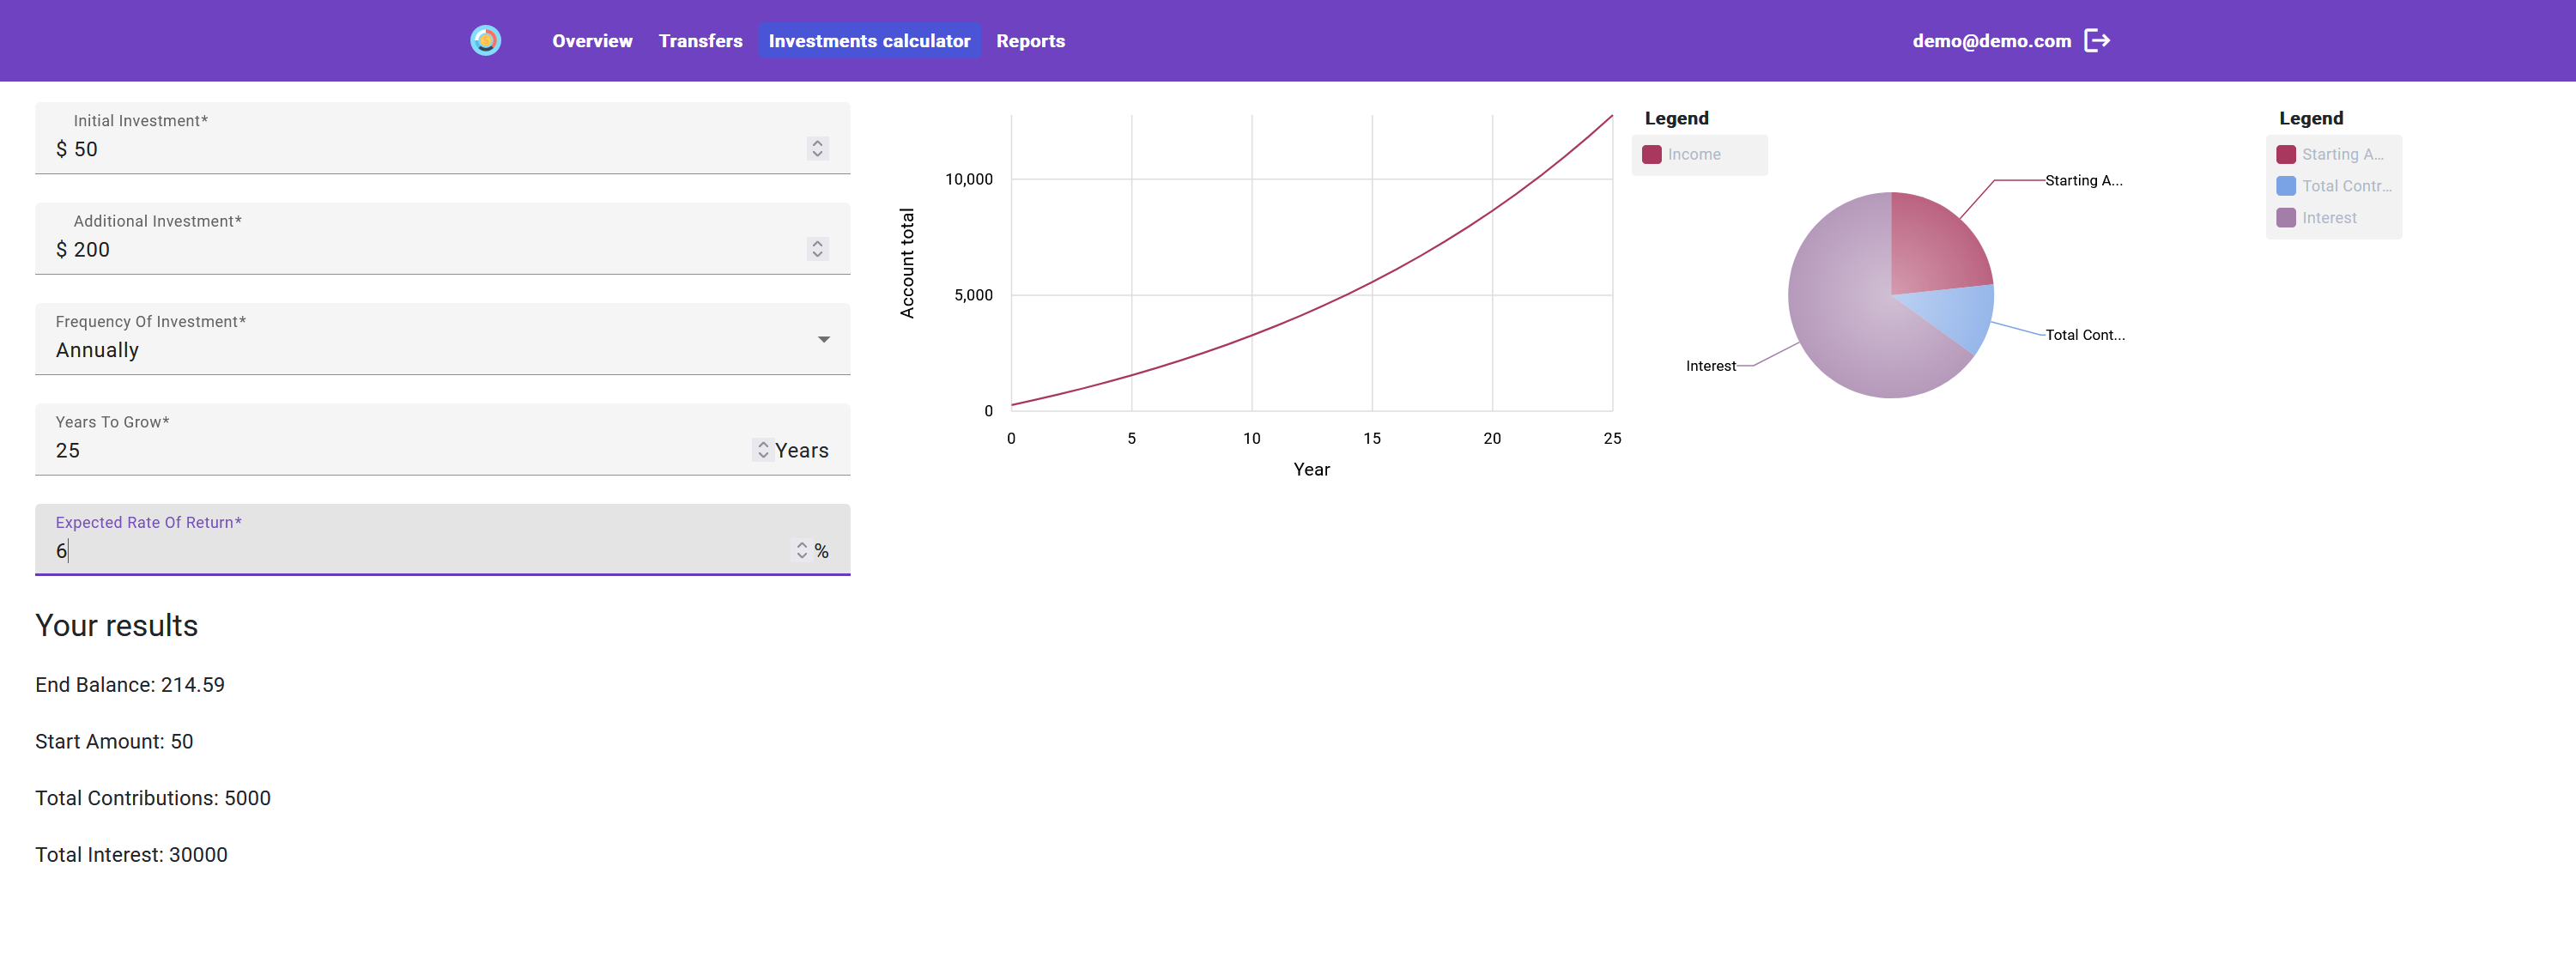 Overview Transfers Investments calculator Reports demo@demo.com
Initial Investment*
$ 50
Additional Investment*
$ 200
Frequency Of Investment*
Annually
Years To Grow*
25 Years
Expected Rate Of Return*
6 %
Your results
End Balance: 214.59
Start Amount: 50
Total Contributions: 5000
Total Interest: 30000
Account total
10,000
5,000
0
0 5 10 15 20 25
Year
Legend
Income
Starting A...
Total Cont...
Interest
Legend
Starting A...
Total Contr...
Interest